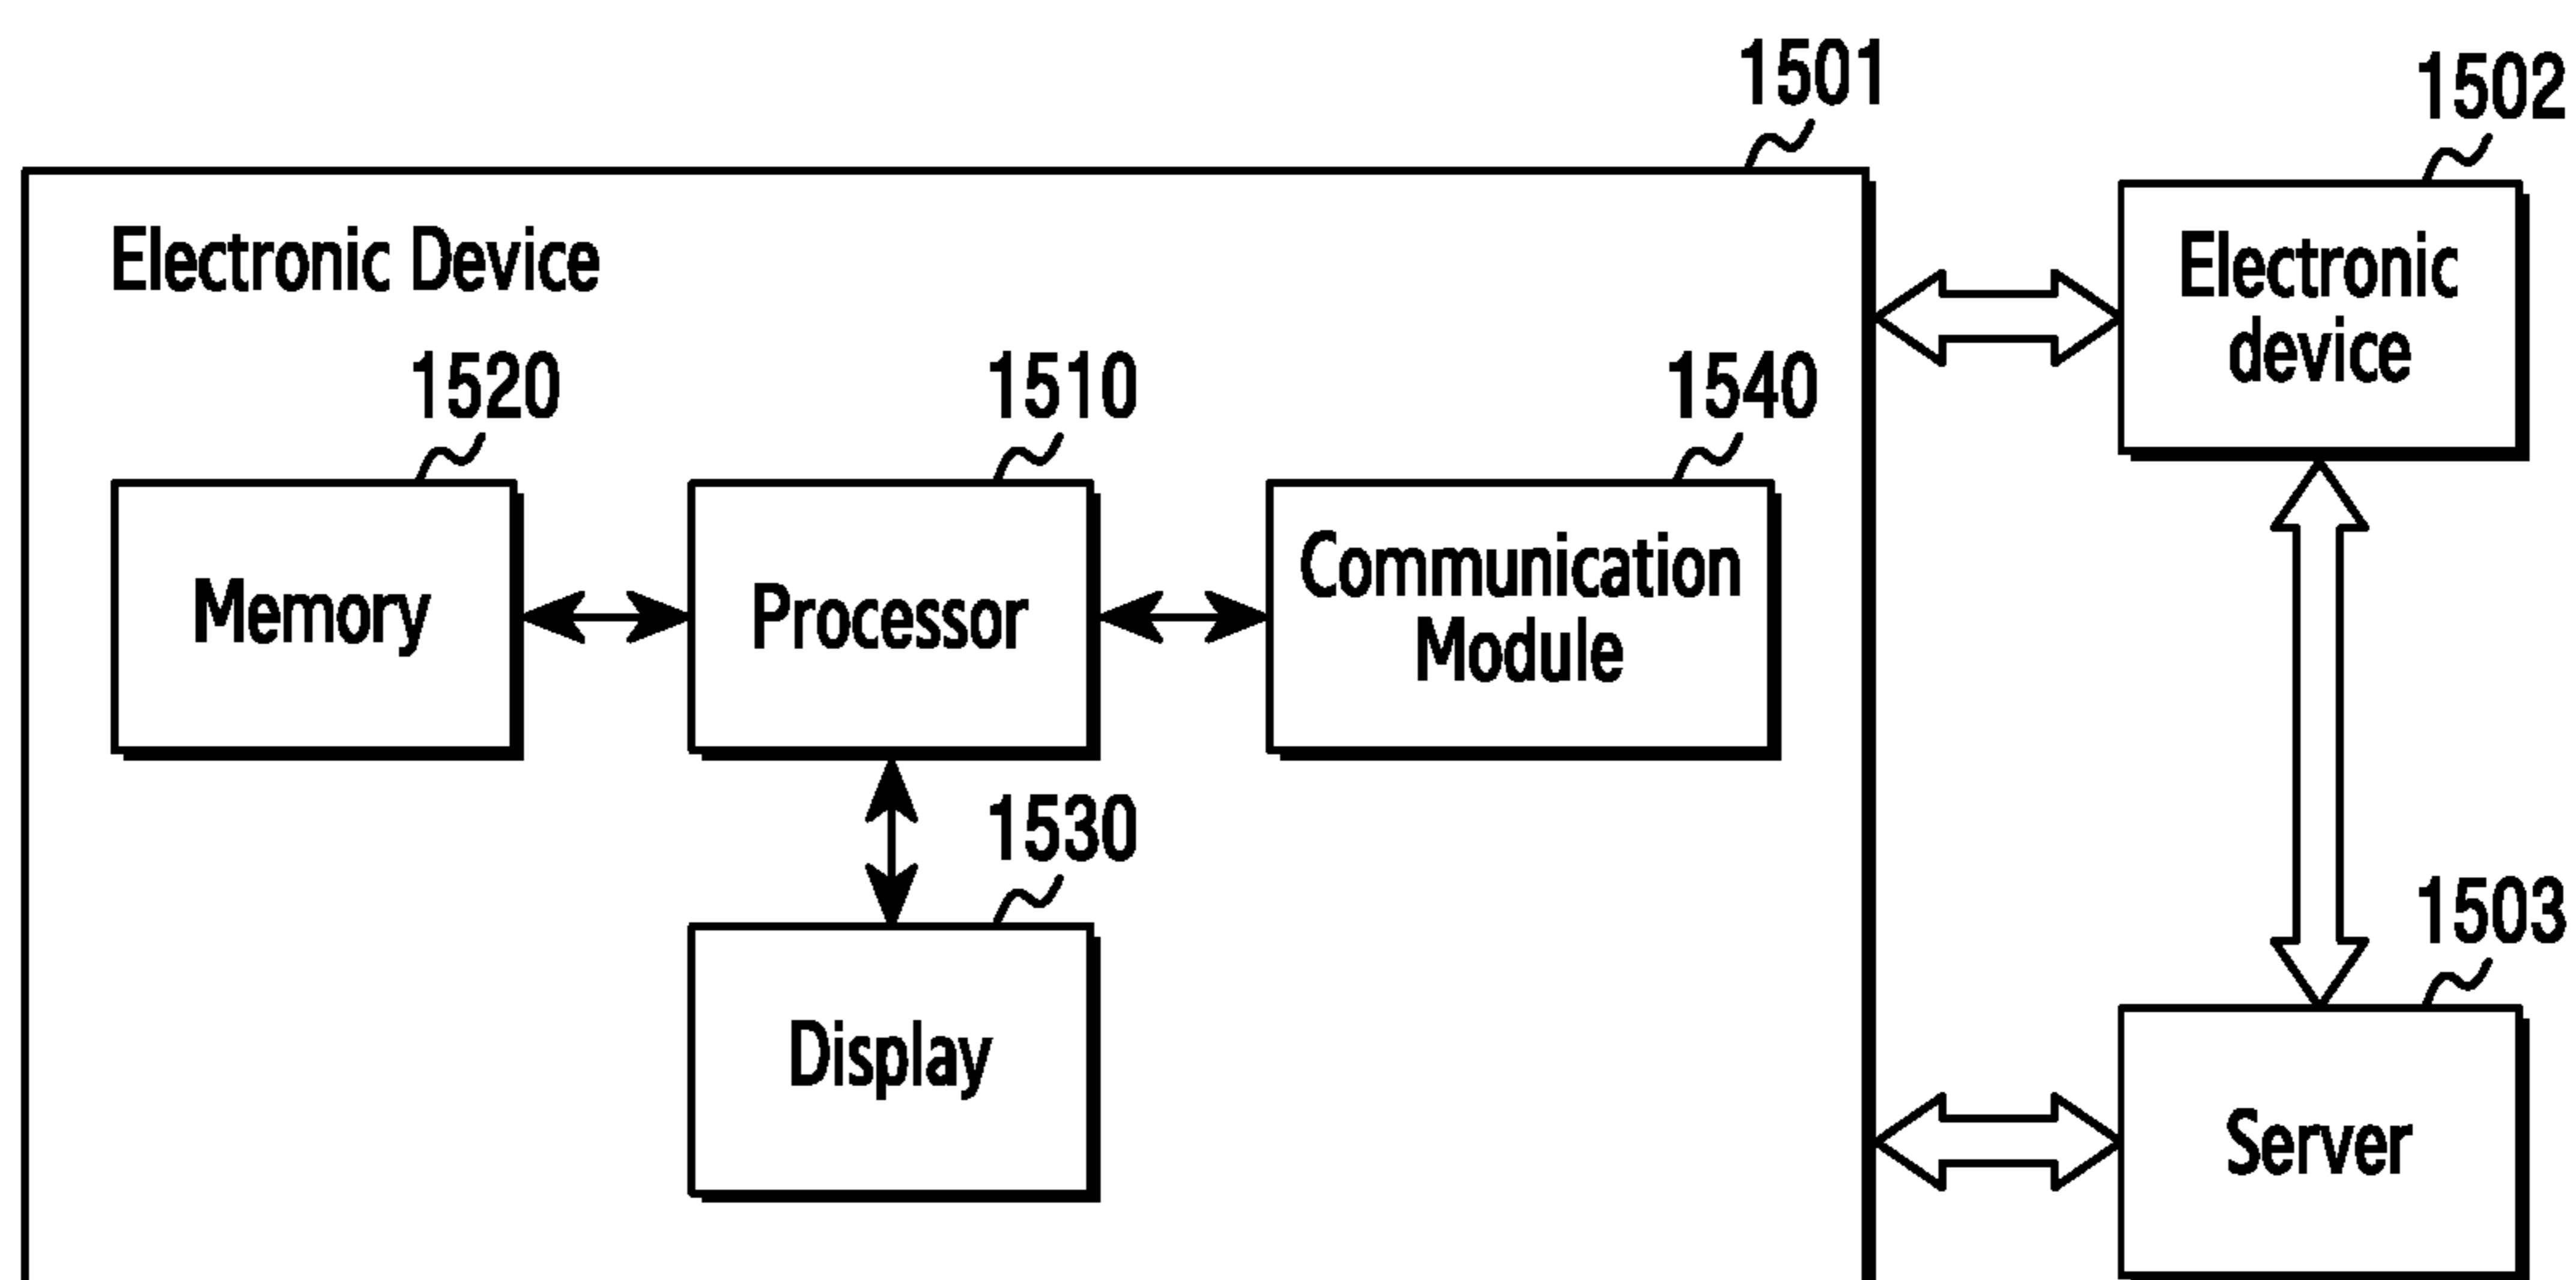 1501
1502
Electronic Device
Electronic
device
1520
1510
1540
Memory
Processor
Communication
Module
1530
1503
Display
Server